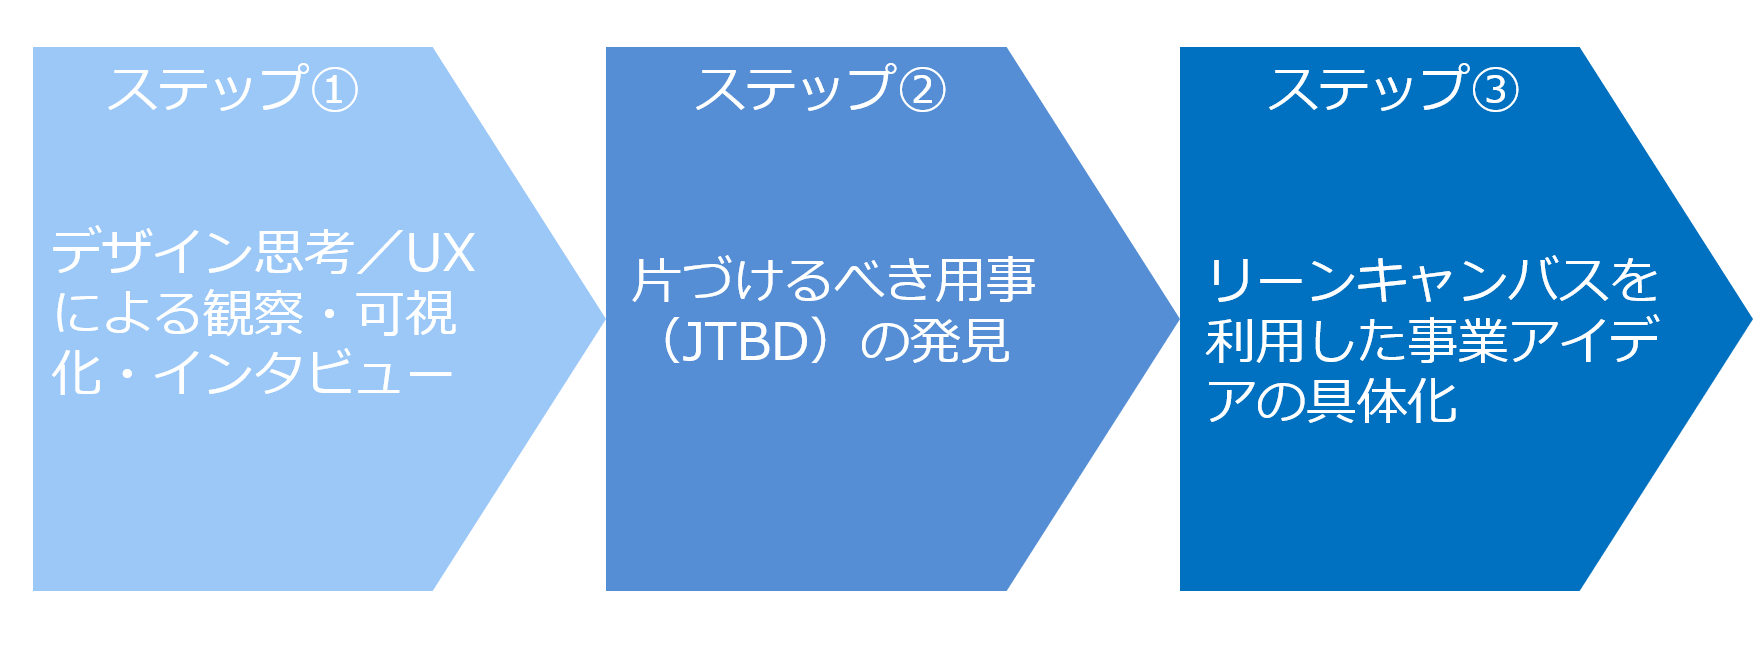 ステップ①
デザイン思考／UX
による観察・可視
化・インタビュー
ステップ②
片づけるべき用事
（JTBD）の発見
ステップ③
リーンキャンバスを
利用した事業アイデ
アの具体化